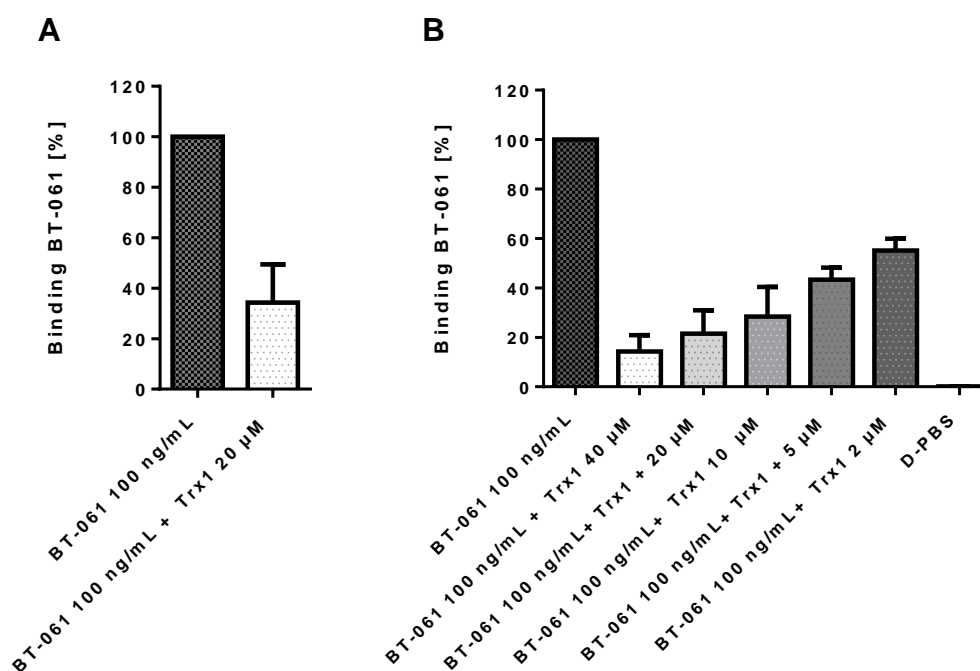 A
Binding BT-061 [%]
120
100
80
60
40
20
0
BT-061 100 ng/mL
BT-061 100 ng/mL + Trx1 20 µM
B
Binding BT-061 [%]
120
100
80
60
40
20
0
BT-061 100 ng/mL
BT-061 100 ng/mL + Trx1 40 µM
BT-061 100 ng/mL+ Trx1 + 20 µM
BT-061 100 ng/mL+ Trx1 10 µM
BT-061 100 ng/mL+ Trx1 + 5 µM
BT-061 100 ng/mL+ Trx1 2 µM
D-PBS